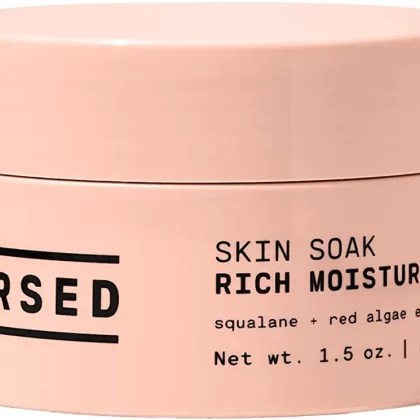 RSED
SKIN SOAK
RICH MOISTUR
squalane + red algae e
Net wt. 1.5 oz. |